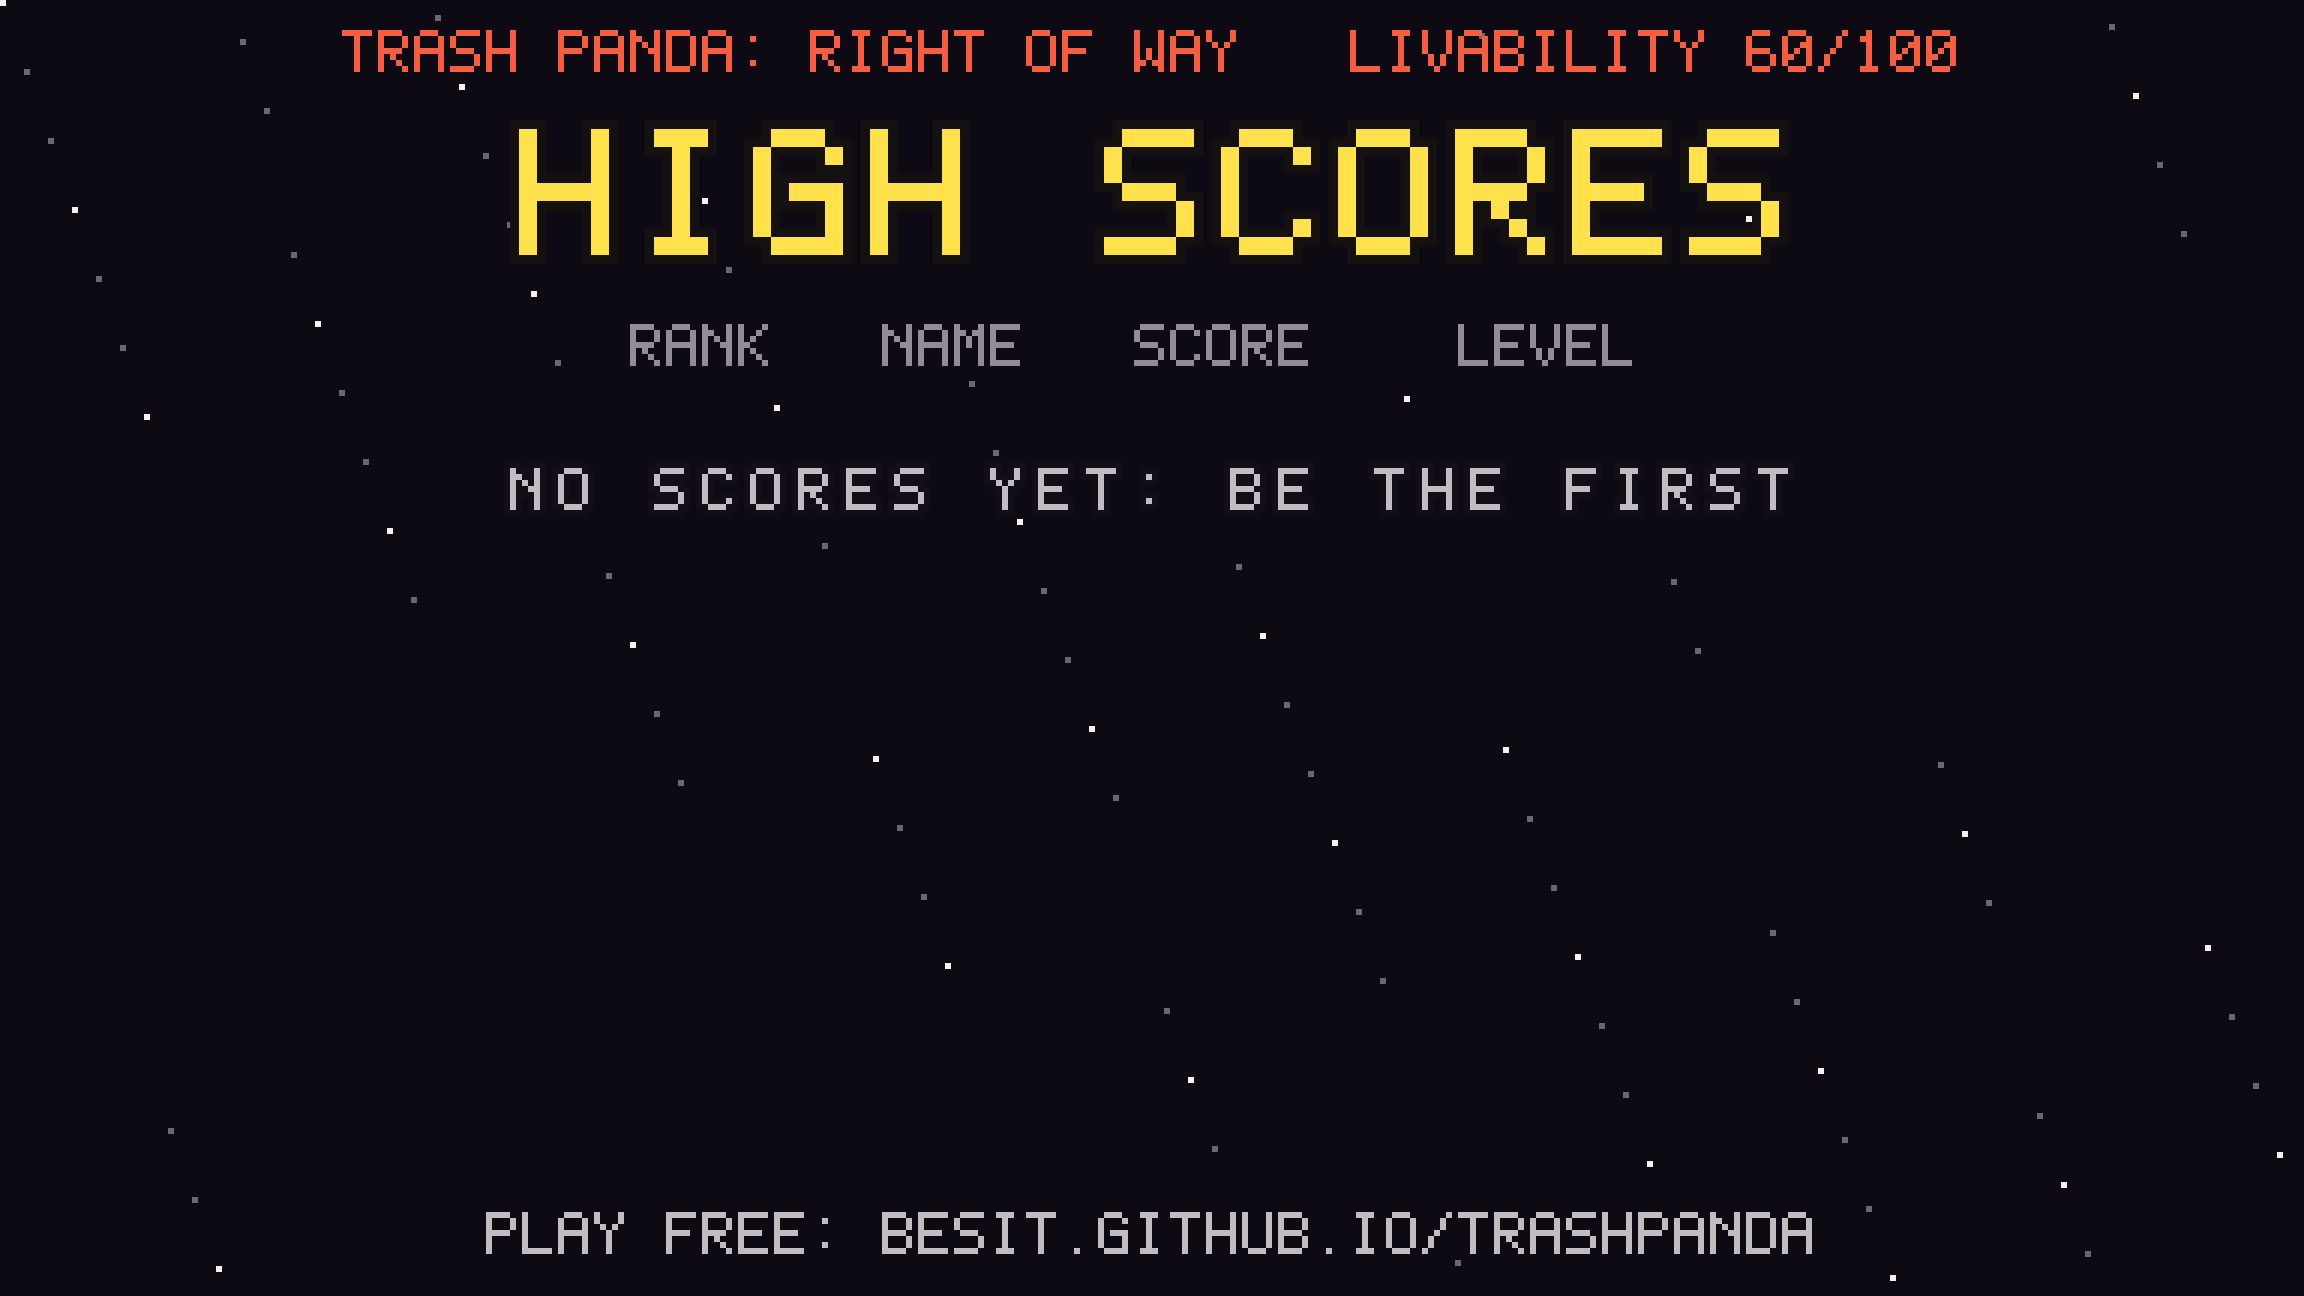 TRASH PANDA: RIGHT OF WAY LIVABILITY 60/100
HIGH SCORES
RANK NAME SCORE LEVEL
NO SCORES YET: BE THE FIRST
PLAY FREE: BESIT.GITHUB.IO/TRASHPANDA